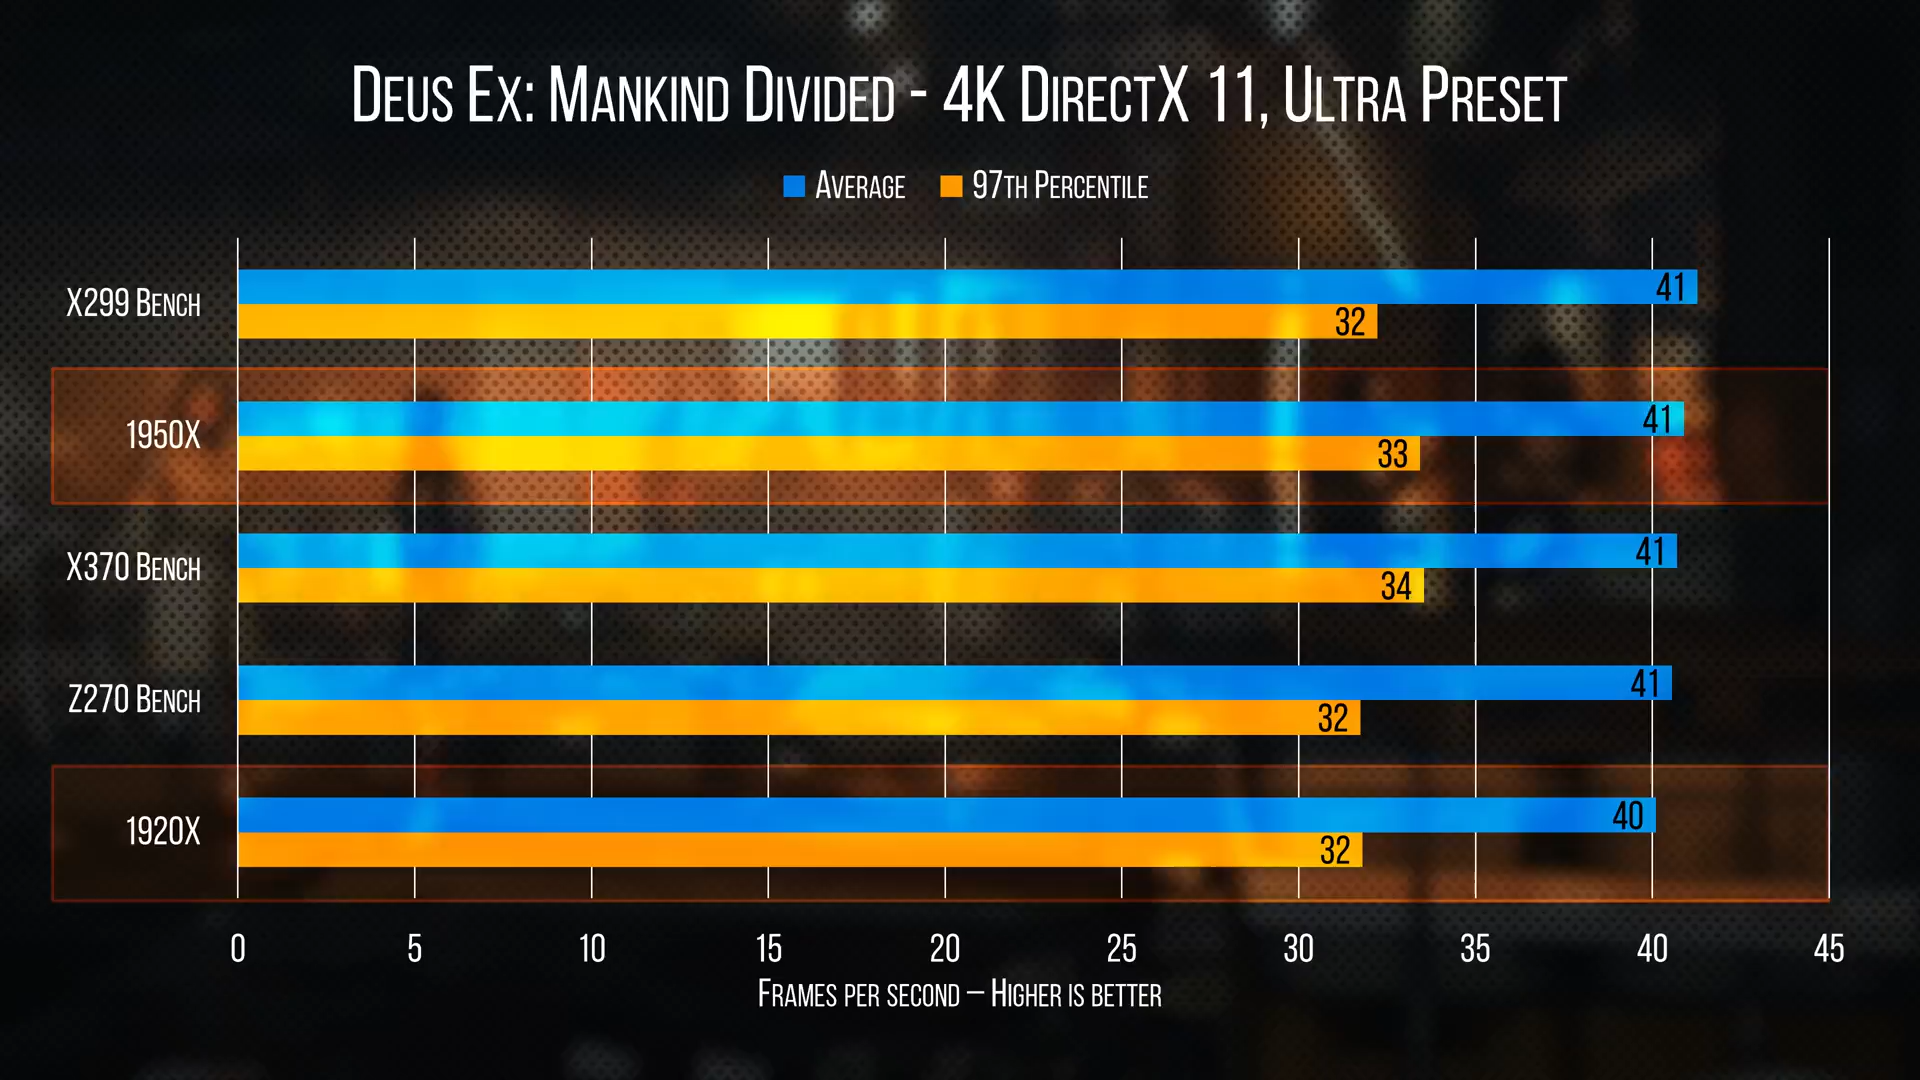 Deus Ex: Mankind Divided - 4K DirectX 11, Ultra Preset
Average 97th Percentile
X299 Bench
41
32
1950X
41
33
X370 Bench
41
34
Z270 Bench
41
32
1920X
40
32
0 5 10 15 20 25 30 35 40 45
Frames per second – Higher is better